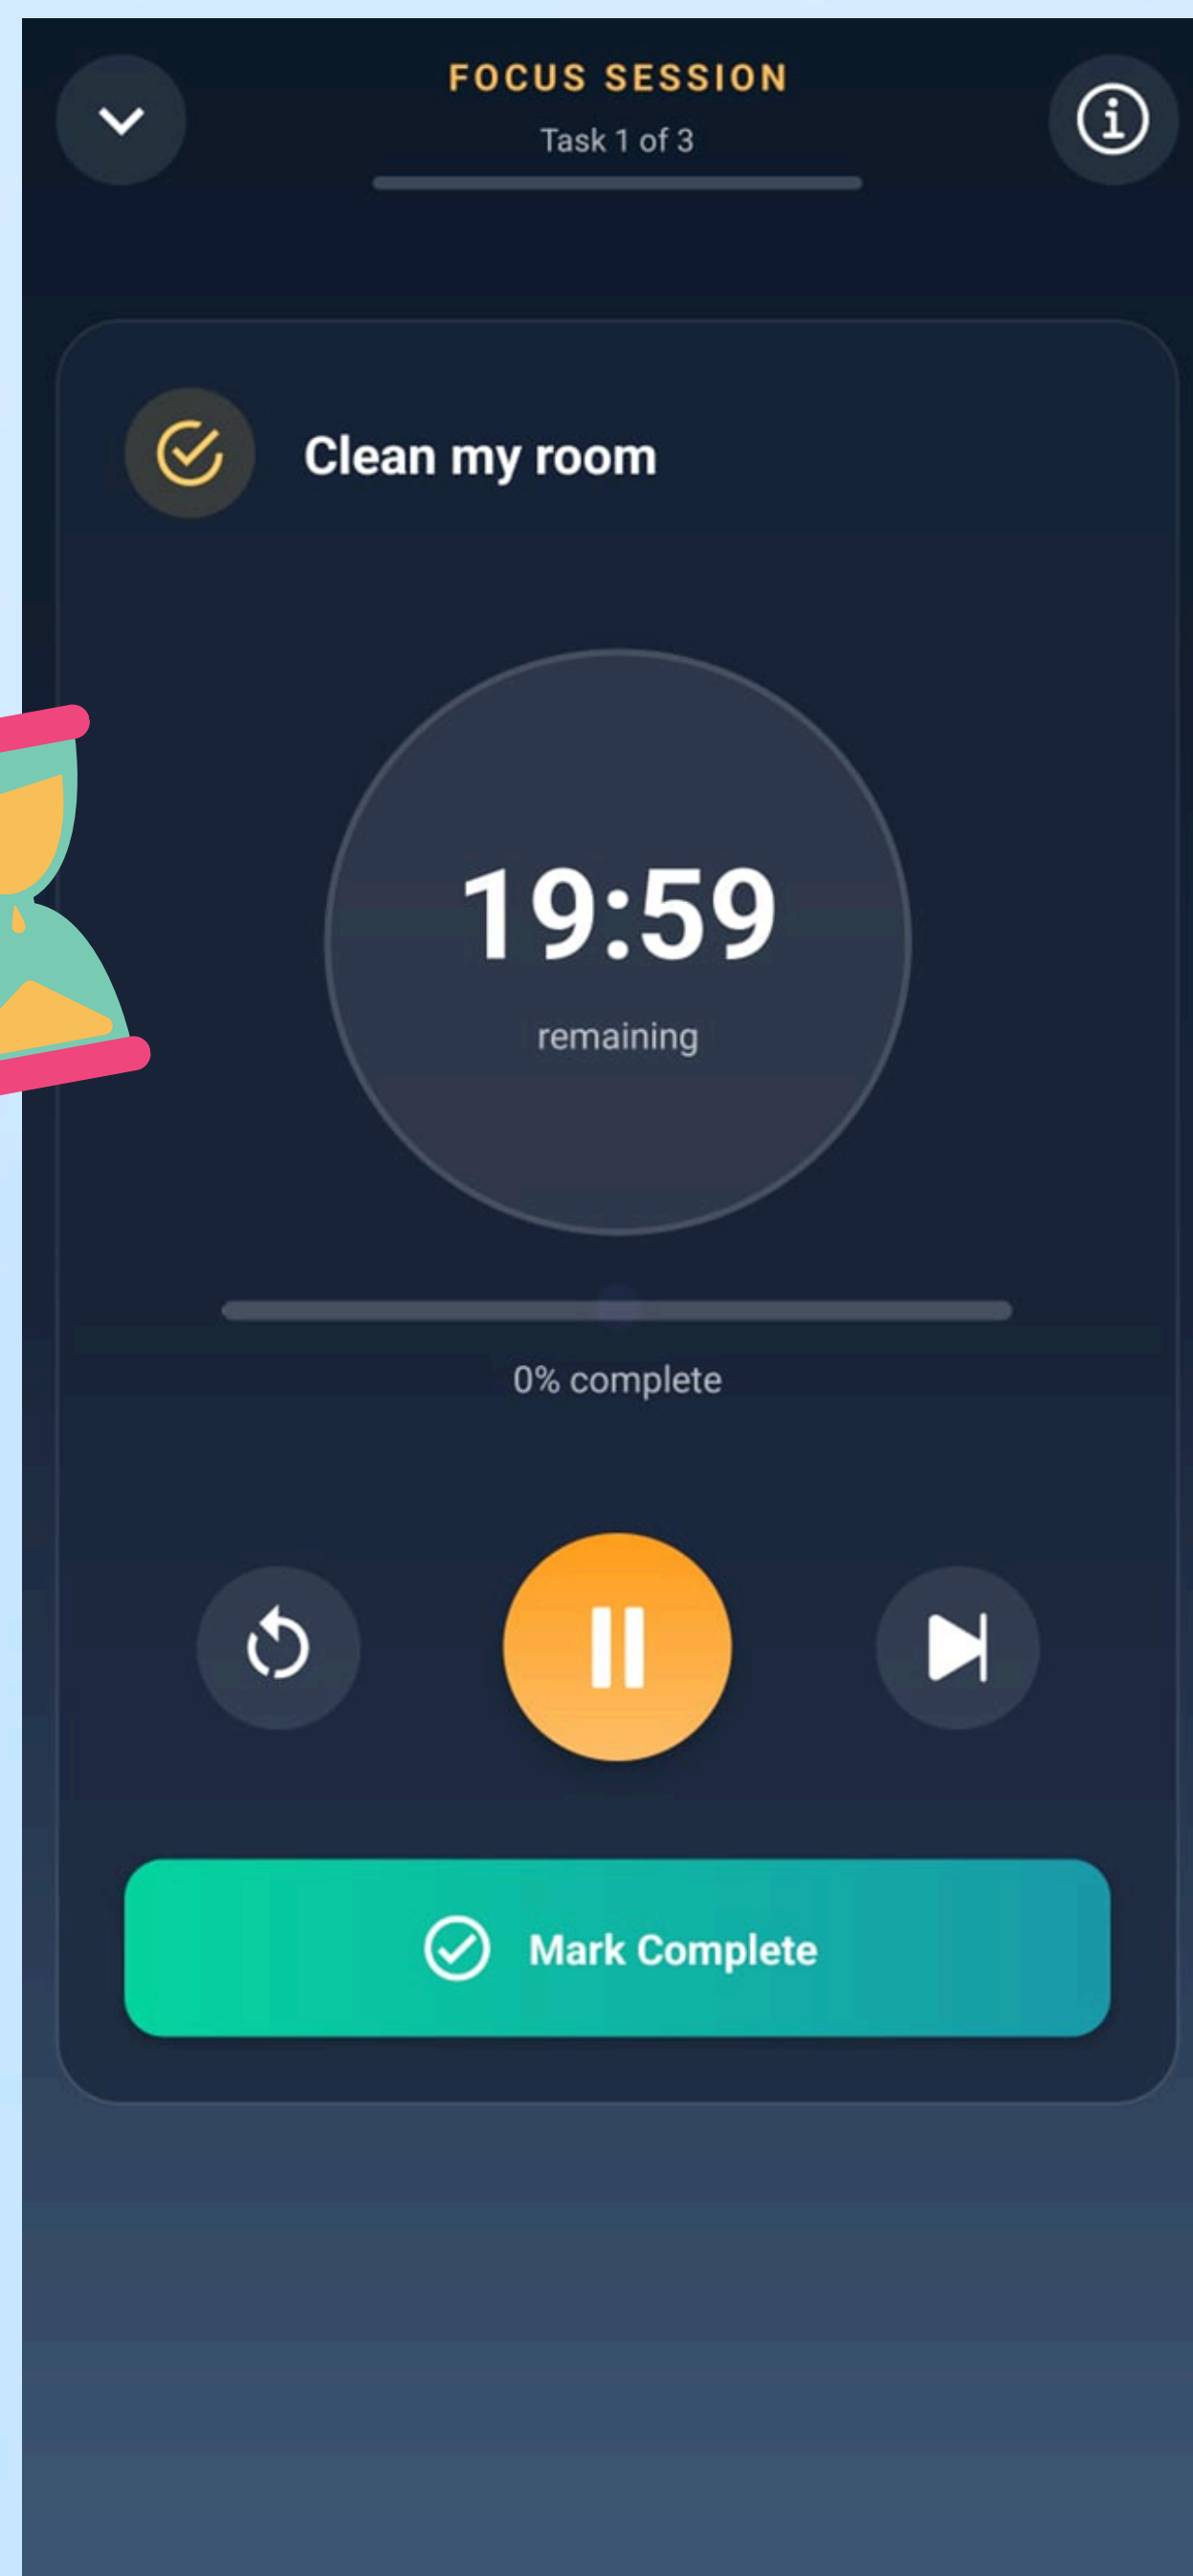 FOCUS SESSION
Task 1 of 3
Clean my room
19:59
remaining
0% complete
Mark Complete